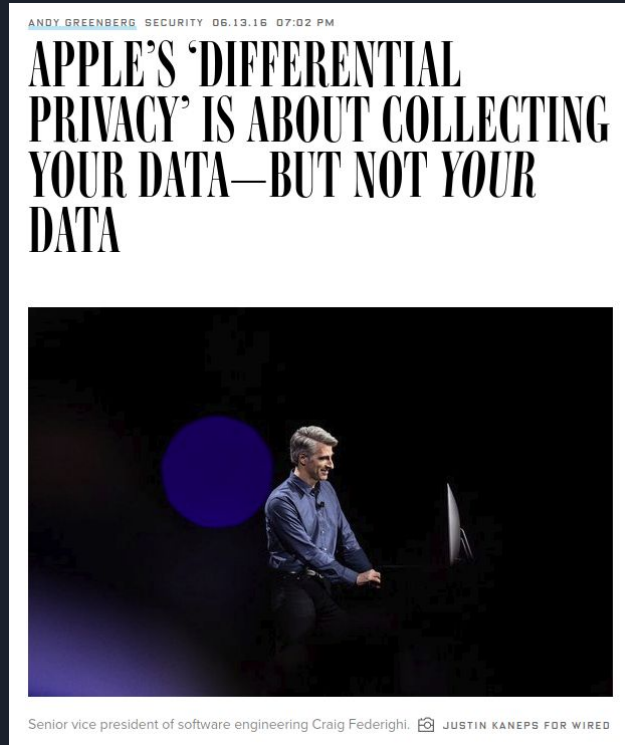 ANDY GREENBERG SECURITY 06.13.16 07:02 PM
APPLE'S ‘DIFFERENTIAL
PRIVACY’ IS ABOUT COLLECTING
YOUR DATA—BUT NOT YOUR
DATA
Senior vice president of software engineering Craig Federighi. JUSTIN KANEPS FOR WIRED